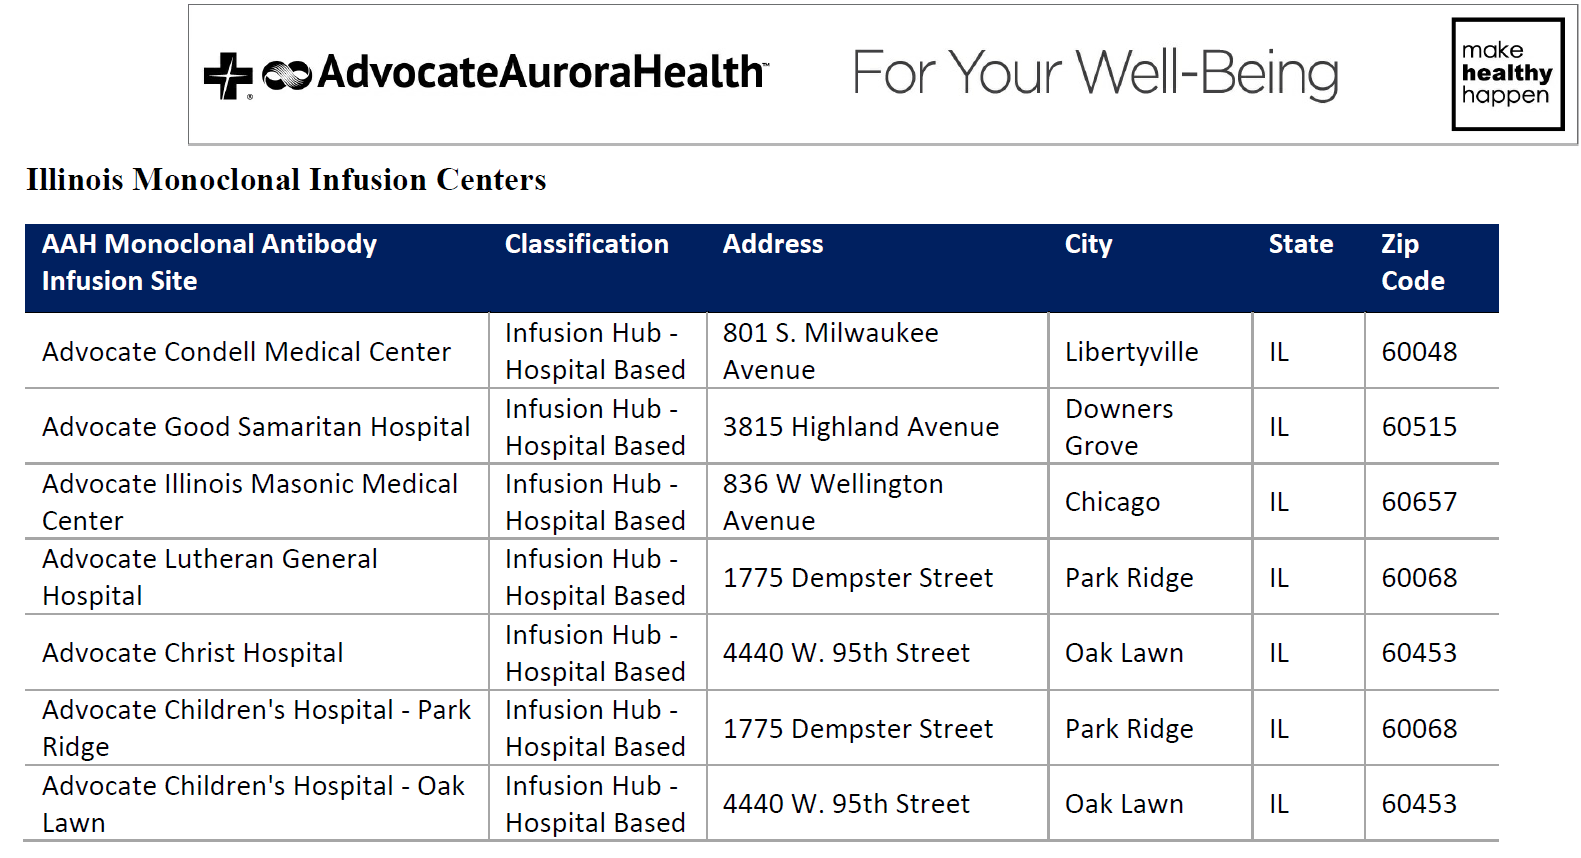 AdvocateAuroraHealth™ For Your Well-Being
make
healthy
happen
®
Illinois Monoclonal Infusion Centers
AAH Monoclonal Antibody Infusion Site Classification Address City State Zip Code
Advocate Condell Medical Center Infusion Hub - Hospital Based 801 S. Milwaukee Avenue Libertyville IL 60048
Advocate Good Samaritan Hospital Infusion Hub - Hospital Based 3815 Highland Avenue Downers Grove IL 60515
Advocate Illinois Masonic Medical Center Infusion Hub - Hospital Based 836 W Wellington Avenue Chicago IL 60657
Advocate Lutheran General Hospital Infusion Hub - Hospital Based 1775 Dempster Street Park Ridge IL 60068
Advocate Christ Hospital Infusion Hub - Hospital Based 4440 W. 95th Street Oak Lawn IL 60453
Advocate Children's Hospital - Park Ridge Infusion Hub - Hospital Based 1775 Dempster Street Park Ridge IL 60068
Advocate Children's Hospital - Oak Lawn Infusion Hub - Hospital Based 4440 W. 95th Street Oak Lawn IL 60453